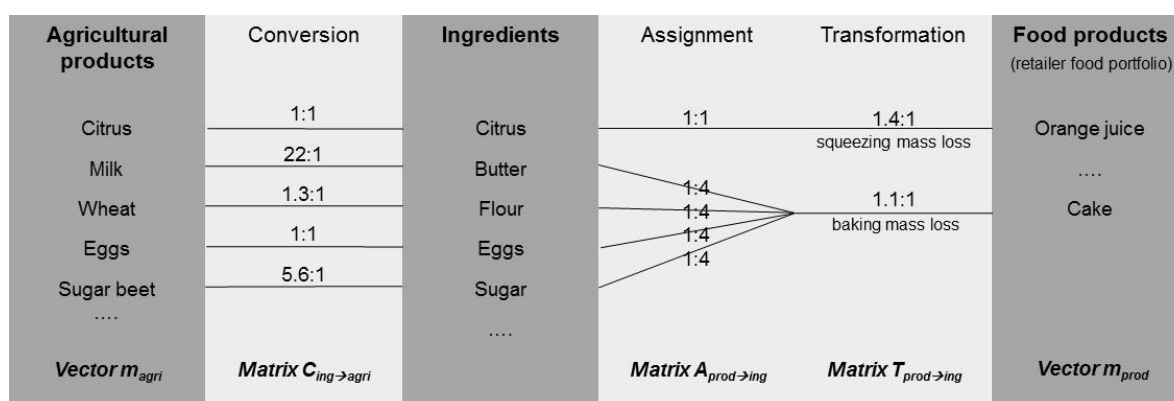 Agricultural products Conversion Ingredients Assignment Transformation Food products
(retailer food portfolio)
Citrus 1:1 Citrus 1:1 1.4:1 Orange juice
squeezing mass loss
Milk 22:1 Butter 1:4 ....
Wheat 1.3:1 Flour 1:4 1.1:1 Cake
baking mass loss
Eggs 1:1 Eggs 1:4
Sugar beet 5.6:1 Sugar 1:4
.... ....
Vector m_agri Matrix C_ing→agri Matrix A_prod→ing Matrix T_prod→ing Vector m_prod